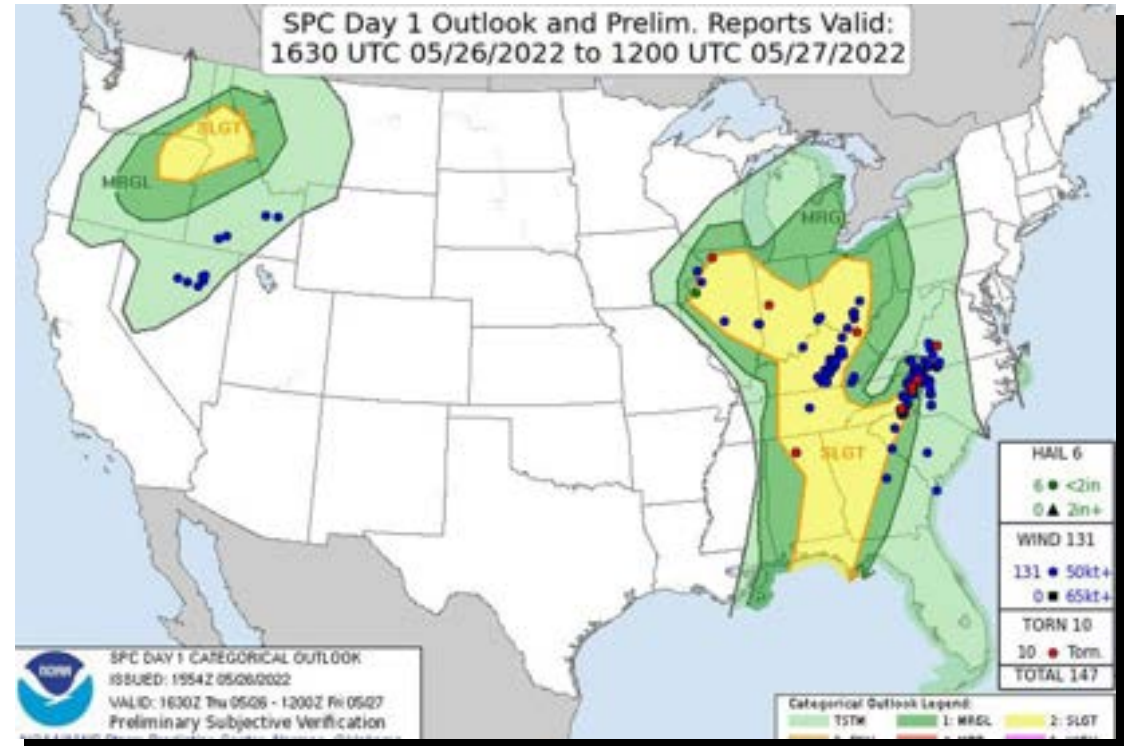 SPC Day 1 Outlook and Prelim. Reports Valid:
1630 UTC 05/26/2022 to 1200 UTC 05/27/2022
SLGT
MRGL
MRGL
SLGT
HAIL 6
6 <2in
0 2in+
WIND 131
131 50kt+
0 65kt+
TORN 10
10 Torn.
TOTAL 147
NOAA
SPC DAY 1 CATEGORICAL OUTLOOK
ISSUED: 1554Z 05/26/2022
VALID: 1630Z Thu 05/26 - 1200Z Fri 05/27
Preliminary Subjective Verification
Categorical Outlook Legend:
TSTM 1: MRGL 2: SLGT